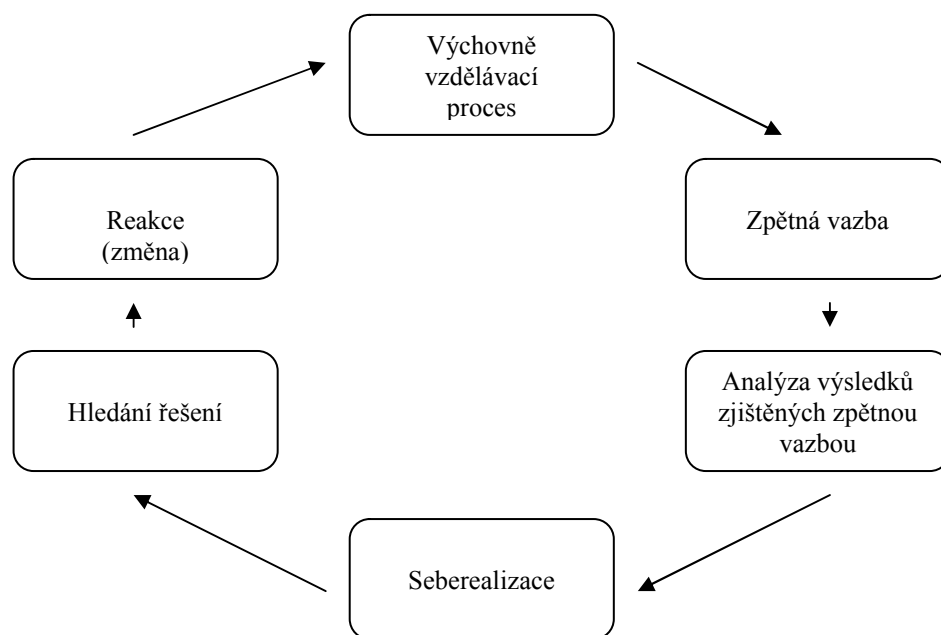 Výchovně
vzdělávací
proces
Zpětná vazba
Analýza výsledků
zjištěných zpětnou
vazbou
Seberealizace
Hledání řešení
Reakce
(změna)